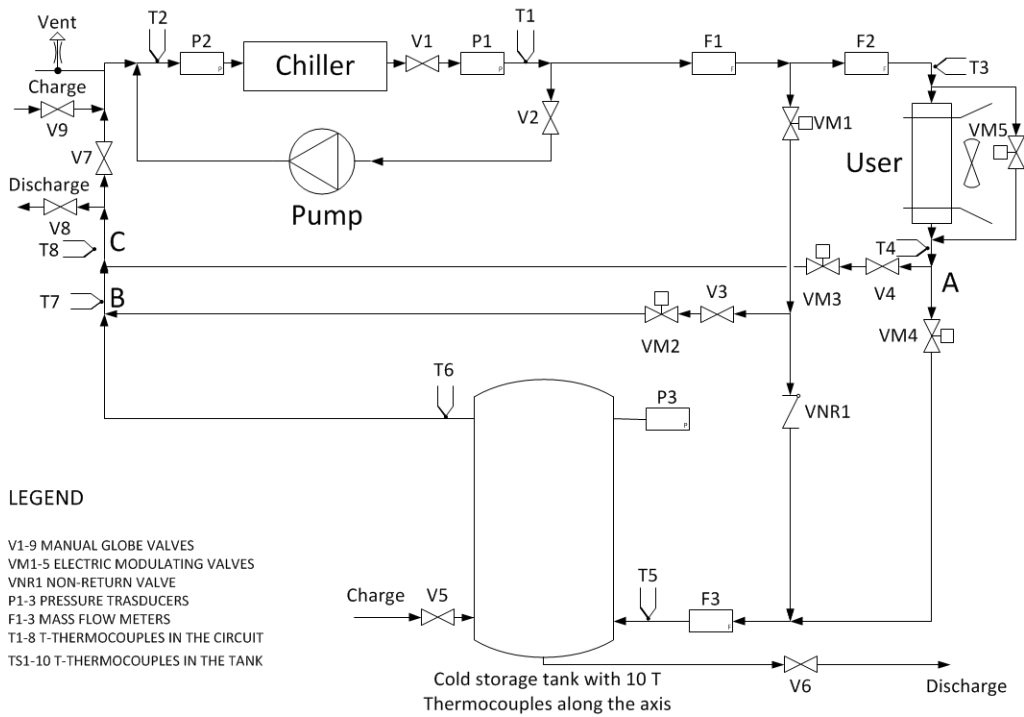 Vent
T2
P2
P
Chiller
V1
P1
P
T1
F1
F
F2
F
T3
Charge
V9
V2
VM1
VM5
V7
User
Discharge
V8
Pump
T8
C
T4
A
T7
B
VM3
V4
V3
VM2
VM4
T6
P3
P
VNR1
LEGEND
V1-9 MANUAL GLOBE VALVES
VM1-5 ELECTRIC MODULATING VALVES
VNR1 NON-RETURN VALVE
P1-3 PRESSURE TRASDUCERS
F1-3 MASS FLOW METERS
T1-8 T-THERMOCOUPLES IN THE CIRCUIT
TS1-10 T-THERMOCOUPLES IN THE TANK
Charge
V5
T5
F3
F
Cold storage tank with 10 T
Thermocouples along the axis
V6
Discharge